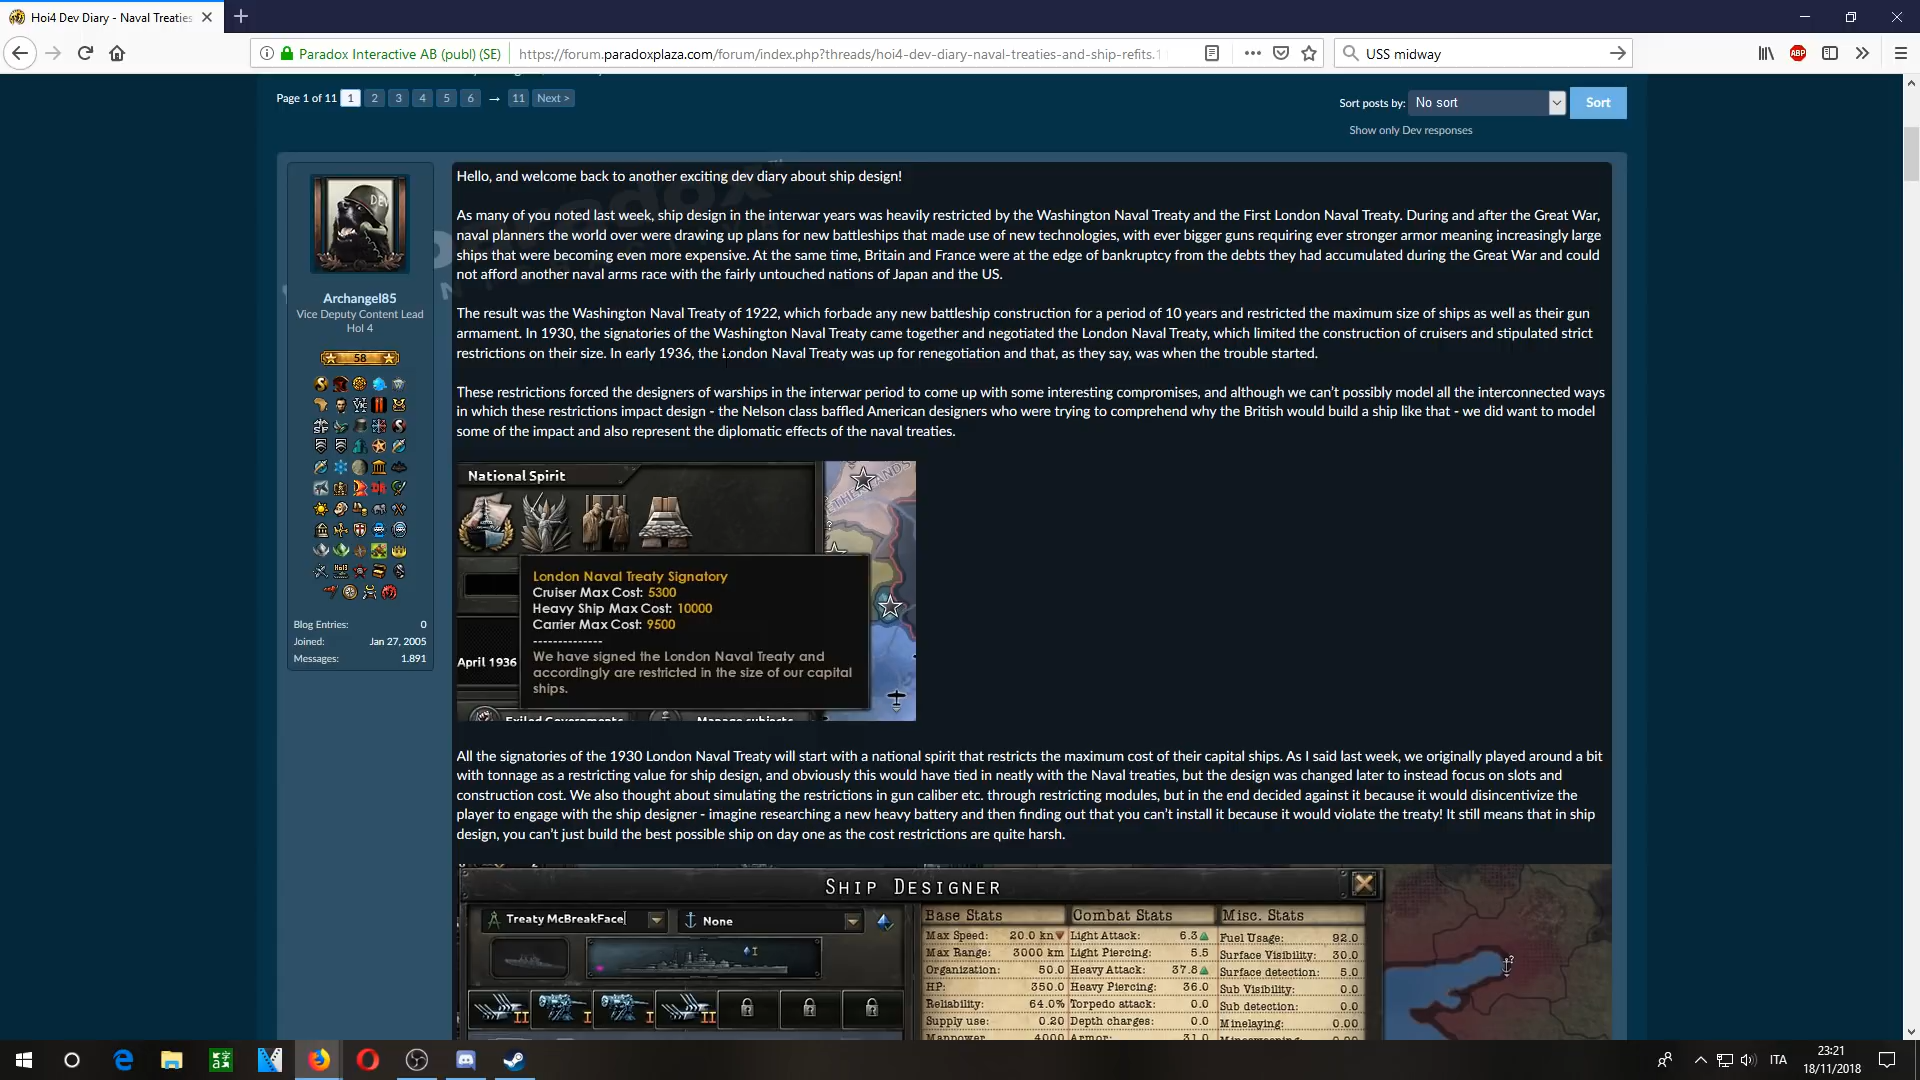 Hoi4 Dev Diary - Naval Treaties
Paradox Interactive AB (publ) (SE)
https://forum.paradoxplaza.com/forum/index.php?threads/hoi4-dev-diary-naval-treaties-and-ship-refits.1
USS midway
ABP
Page 1 of 11 1 2 3 4 5 6 → 11 Next >
Sort posts by: No sort Sort
Show only Dev responses
Archangel85
Vice Deputy Content Lead
HoI 4
58
Blog Entries: 0
Joined: Jan 27, 2005
Messages: 1.891
Hello, and welcome back to another exciting dev diary about ship design!
As many of you noted last week, ship design in the interwar years was heavily restricted by the Washington Naval Treaty and the First London Naval Treaty. During and after the Great War,
naval planners the world over were drawing up plans for new battleships that made use of new technologies, with ever bigger guns requiring ever stronger armor meaning increasingly large
ships that were becoming even more expensive. At the same time, Britain and France were at the edge of bankruptcy from the debts they had accumulated during the Great War and could
not afford another naval arms race with the fairly untouched nations of Japan and the US.
The result was the Washington Naval Treaty of 1922, which forbade any new battleship construction for a period of 10 years and restricted the maximum size of ships as well as their gun
armament. In 1930, the signatories of the Washington Naval Treaty came together and negotiated the London Naval Treaty, which limited the construction of cruisers and stipulated strict
restrictions on their size. In early 1936, the London Naval Treaty was up for renegotiation and that, as they say, was when the trouble started.
These restrictions forced the designers of warships in the interwar period to come up with some interesting compromises, and although we can't possibly model all the interconnected ways
in which these restrictions impact design - the Nelson class baffled American designers who were trying to comprehend why the British would build a ship like that - we did want to model
some of the impact and also represent the diplomatic effects of the naval treaties.
National Spirit
London Naval Treaty Signatory
Cruiser Max Cost: 5300
Heavy Ship Max Cost: 10000
Carrier Max Cost: 9500
--------------
We have signed the London Naval Treaty and
accordingly are restricted in the size of our capital
ships.
April 1936
Exiled Governments Manage subjects
All the signatories of the 1930 London Naval Treaty will start with a national spirit that restricts the maximum cost of their capital ships. As I said last week, we originally played around a bit
with tonnage as a restricting value for ship design, and obviously this would have tied in neatly with the Naval treaties, but the design was changed later to instead focus on slots and
construction cost. We also thought about simulating the restrictions in gun caliber etc. through restricting modules, but in the end decided against it because it would disincentivize the
player to engage with the ship designer - imagine researching a new heavy battery and then finding out that you can't install it because it would violate the treaty! It still means that in ship
design, you can't just build the best possible ship on day one as the cost restrictions are quite harsh.
Ship Designer
Treaty McBreakFace None
Base Stats Combat Stats Misc. Stats
Max Speed: 20.0 kn Light Attack: 6.3 Fuel Usage: 92.0
Max Range: 3000 km Light Piercing: 5.5 Surface Visibility: 30.0
Organization: 50.0 Heavy Attack: 37.8 Surface detection: 5.0
HP: 350.0 Heavy Piercing: 36.0 Sub Visibility: 0.0
Reliability: 64.0% Torpedo attack: 0.0 Sub detection: 0.0
Supply use: 0.20 Depth charges: 0.0 Minelaying: 0.00
Manpower 4000 Armor: 31.0
II I I II
ITA
23:21
18/11/2018